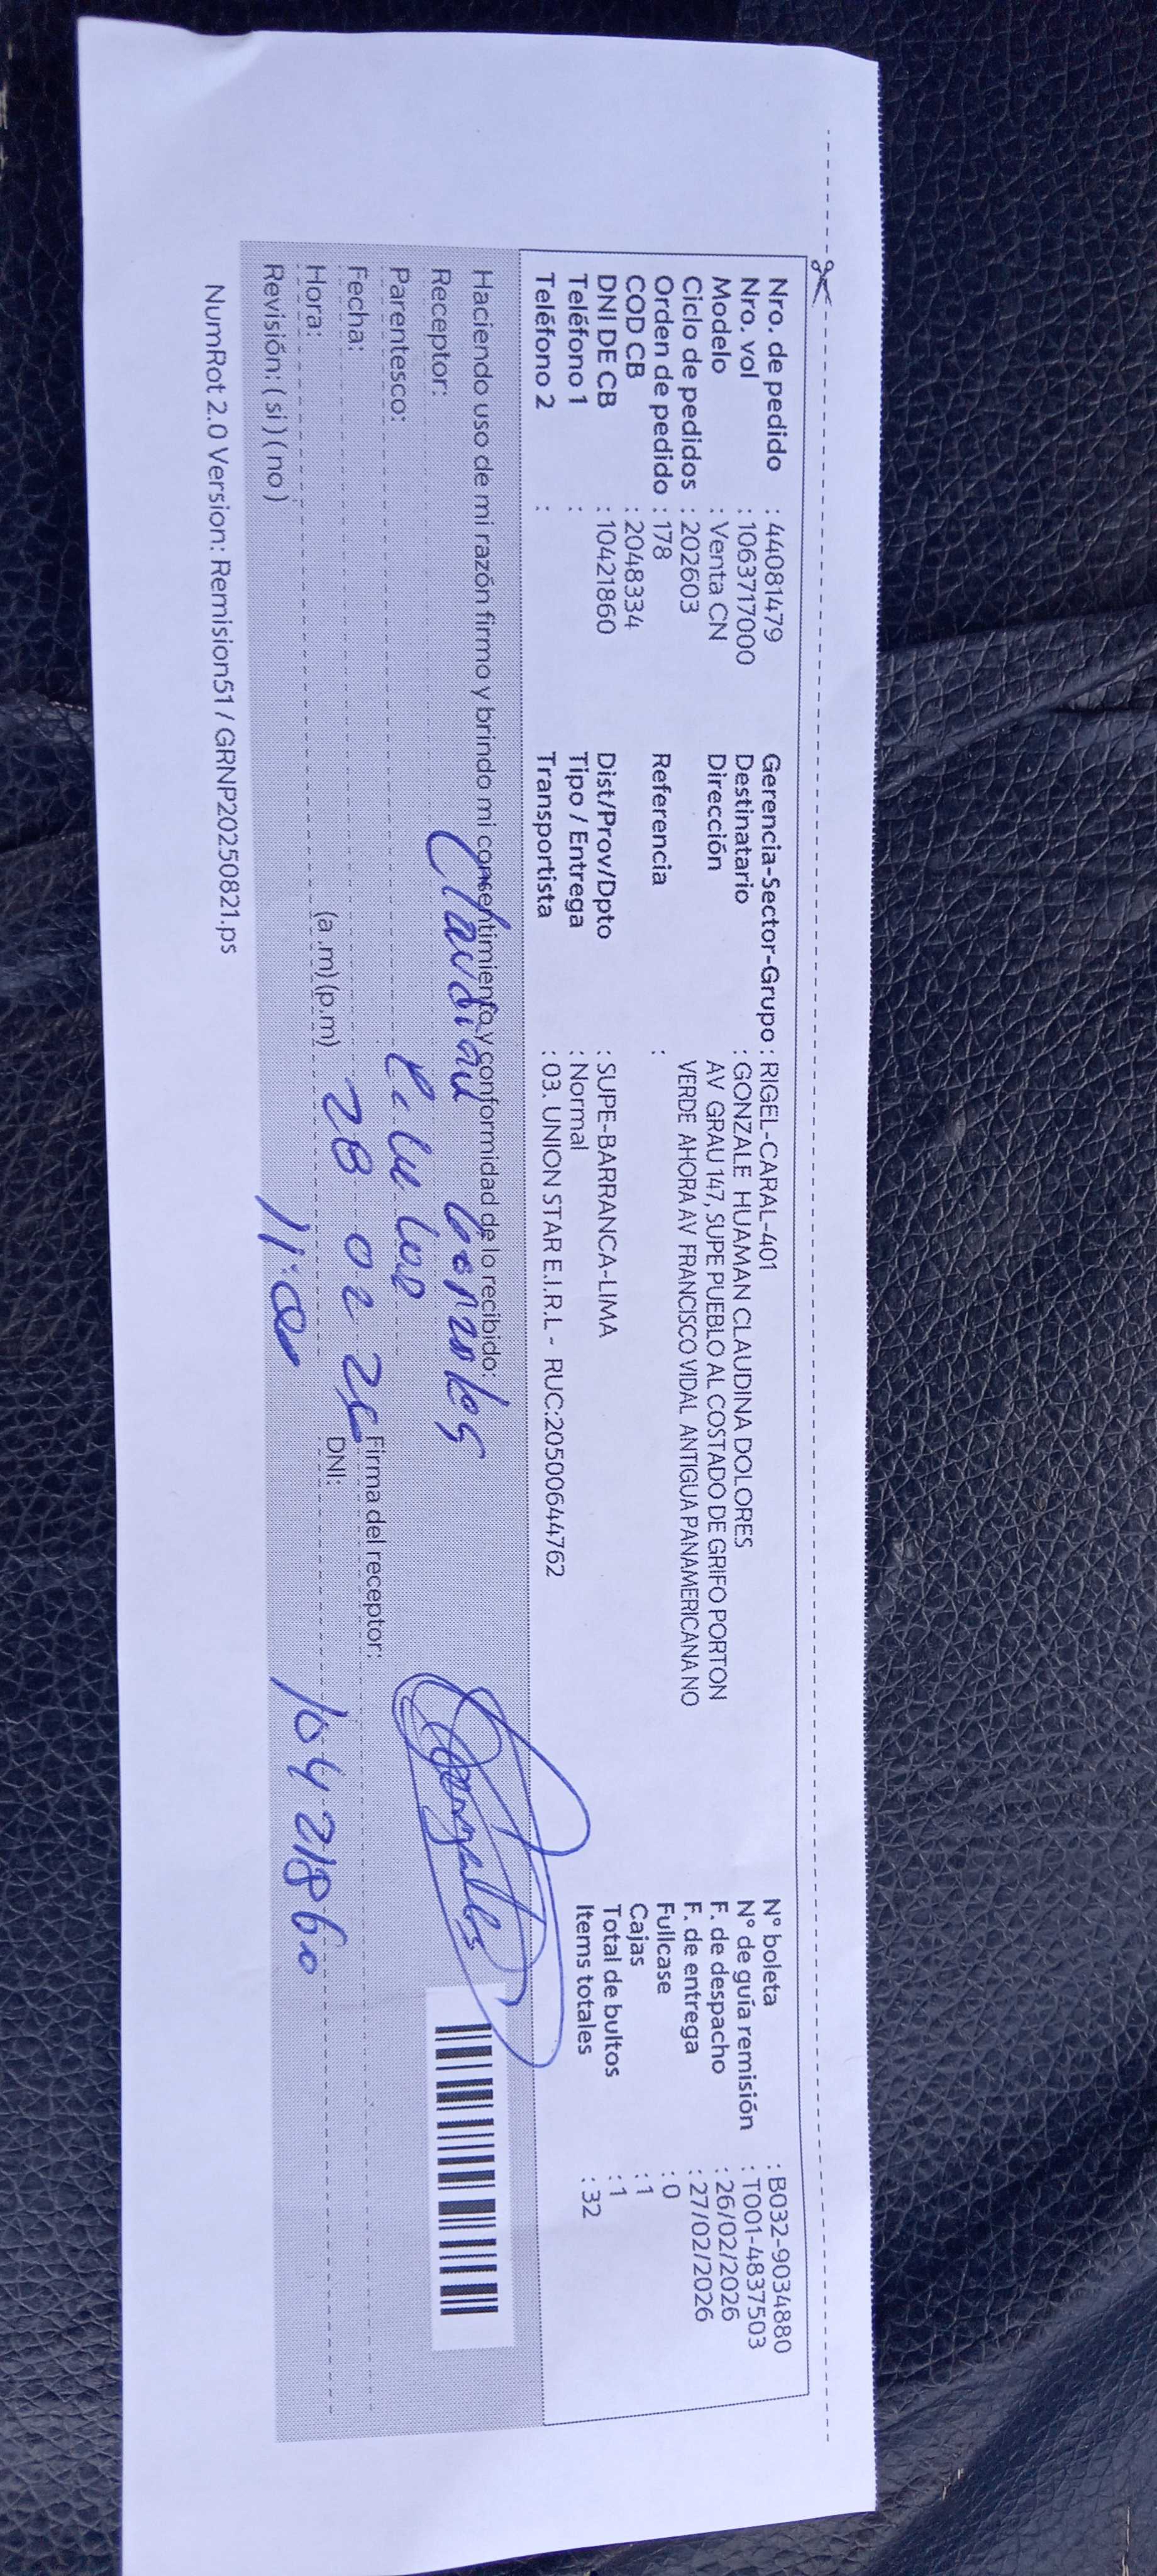 Nro. de pedido : 44081479
Nro. vol : 1063717000
Modelo : Venta CN
Ciclo de pedidos : 202603
Orden de pedido : 178
COD CB : 2048334
DNI DE CB : 10421860
Teléfono 1 :
Teléfono 2 :
Gerencia-Sector-Grupo : RIGEL-CARAL-401
Destinatario : GONZALE HUAMAN CLAUDINA DOLORES
Dirección AV GRAU 147, SUPE PUEBLO AL COSTADO DE GRIFO PORTON
VERDE AHORA AV FRANCISCO VIDAL ANTIGUA PANAMERICANA NO
Referencia :
Dist/Prov/Dpto : SUPE-BARRANCA-LIMA
Tipo / Entrega : Normal
Transportista : 03. UNION STAR E.I.R.L - RUC:20500644762
N° boleta : B032-9034880
N° de guía remisión : T001-4837503
F. de despacho : 26/02/2026
F. de entrega : 27/02/2026
Fullcase : 0
Cajas : 1
Total de bultos : 1
Items totales : 32
Haciendo uso de mi razón firmo y brindo mi consentimiento y conformidad de lo recibido:
Receptor:
Parentesco:
Fecha: 28 02
Hora: (a.m)(p.m)
Revisión: (si) (no)
Firma del receptor: Gonzales
DNI: 10421860
NumRot 2.0 Version: Remision51 / GRNP20250821.ps